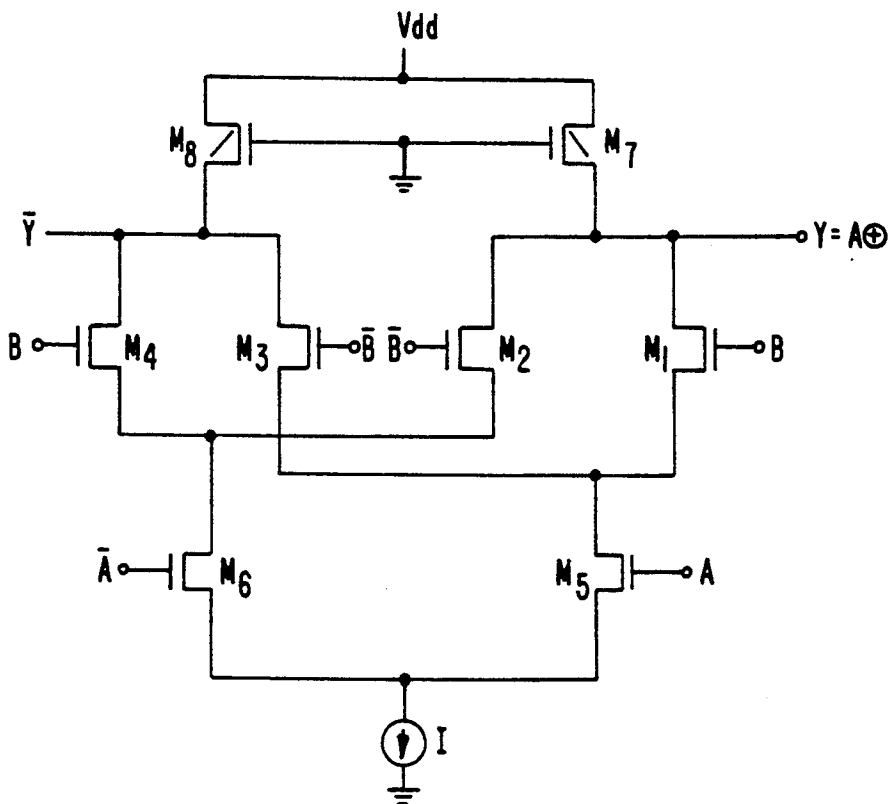 Vdd
M8 M7
Ȳ Y=A⊕
B M4 M3 B̄ B̄ M2 M1 B
Ā M6 M5 A
I